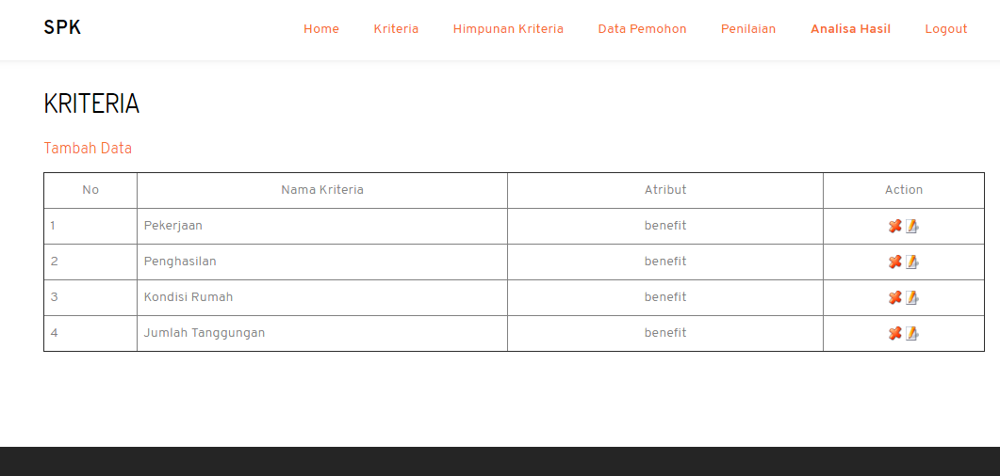 SPK Home Kriteria Himpunan Kriteria Data Pemohon Penilaian Analisa Hasil Logout
KRITERIA
Tambah Data
No Nama Kriteria Atribut Action
1 Pekerjaan benefit
2 Penghasilan benefit
3 Kondisi Rumah benefit
4 Jumlah Tanggungan benefit